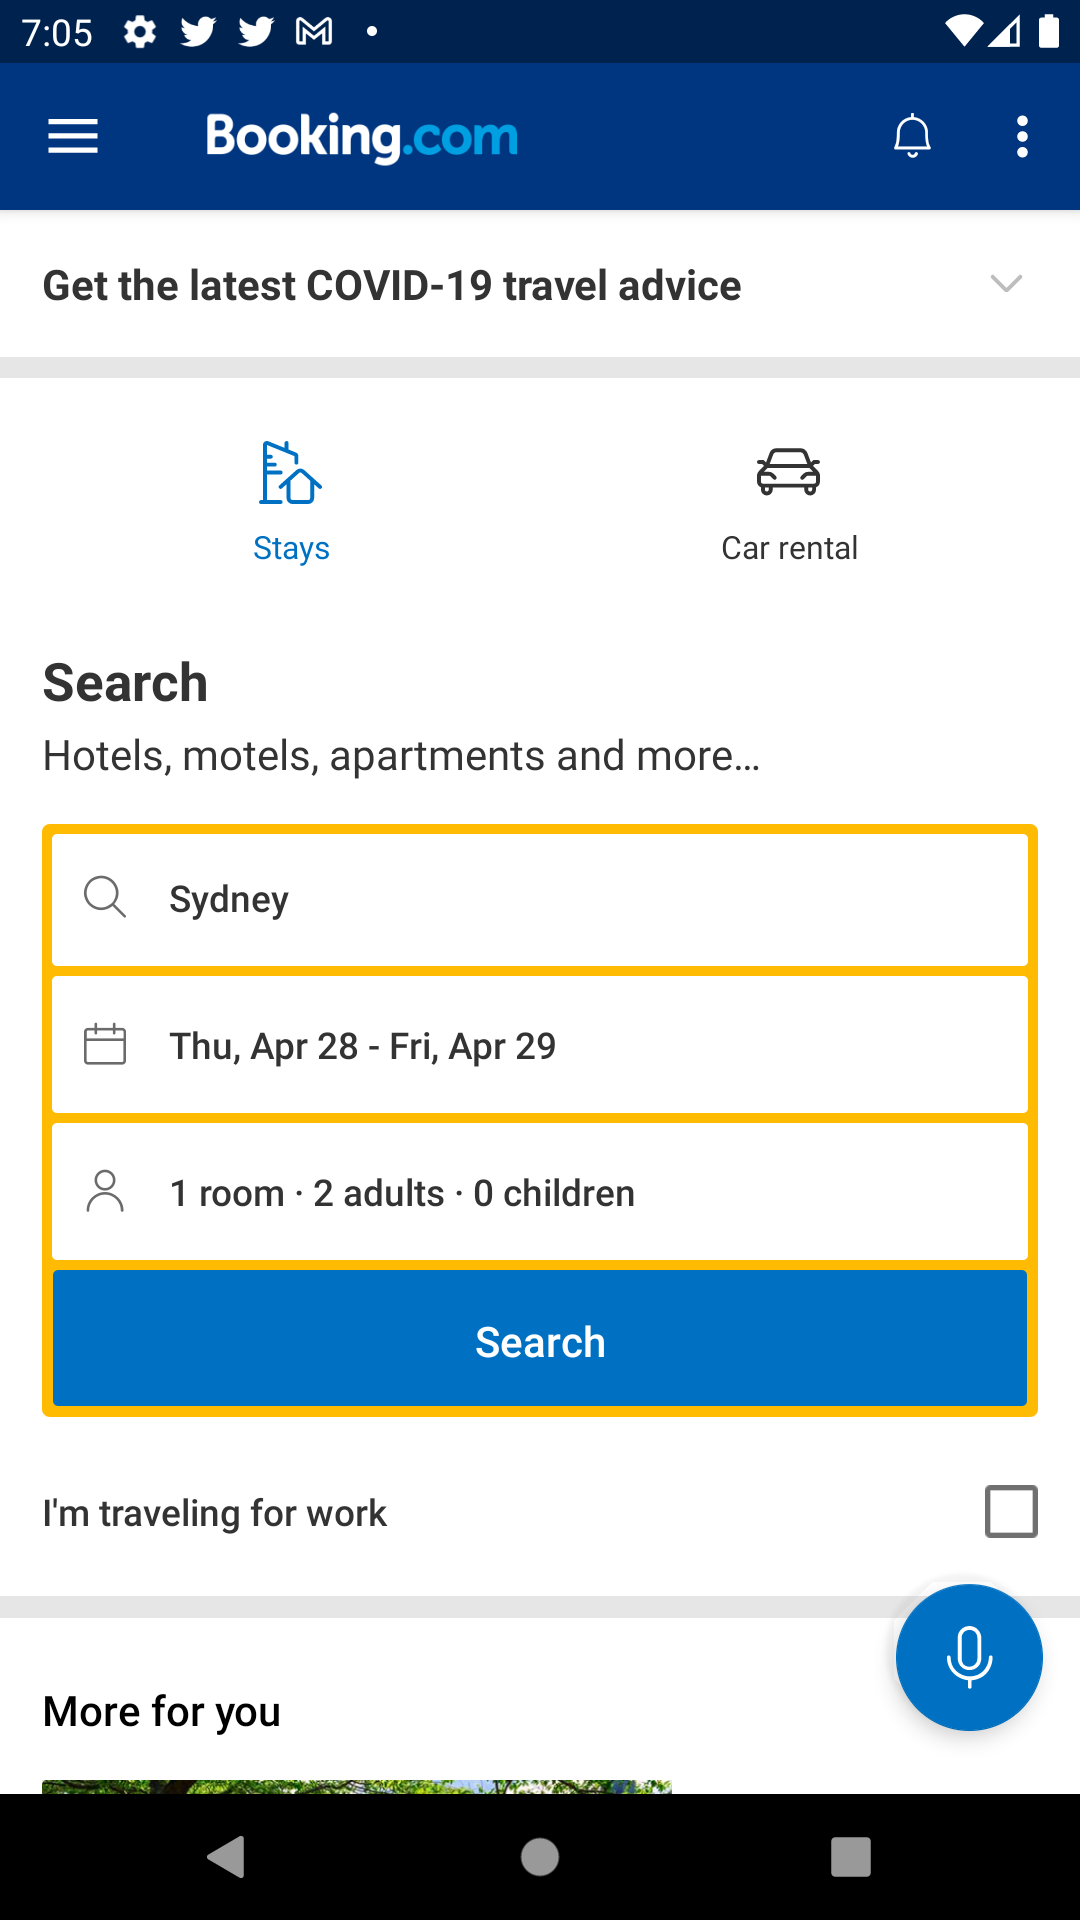 7:05
Booking.com
Get the latest COVID-19 travel advice
Stays
Car rental
Search
Hotels, motels, apartments and more...
Sydney
Thu, Apr 28 - Fri, Apr 29
1 room · 2 adults · 0 children
Search
I'm traveling for work
More for you